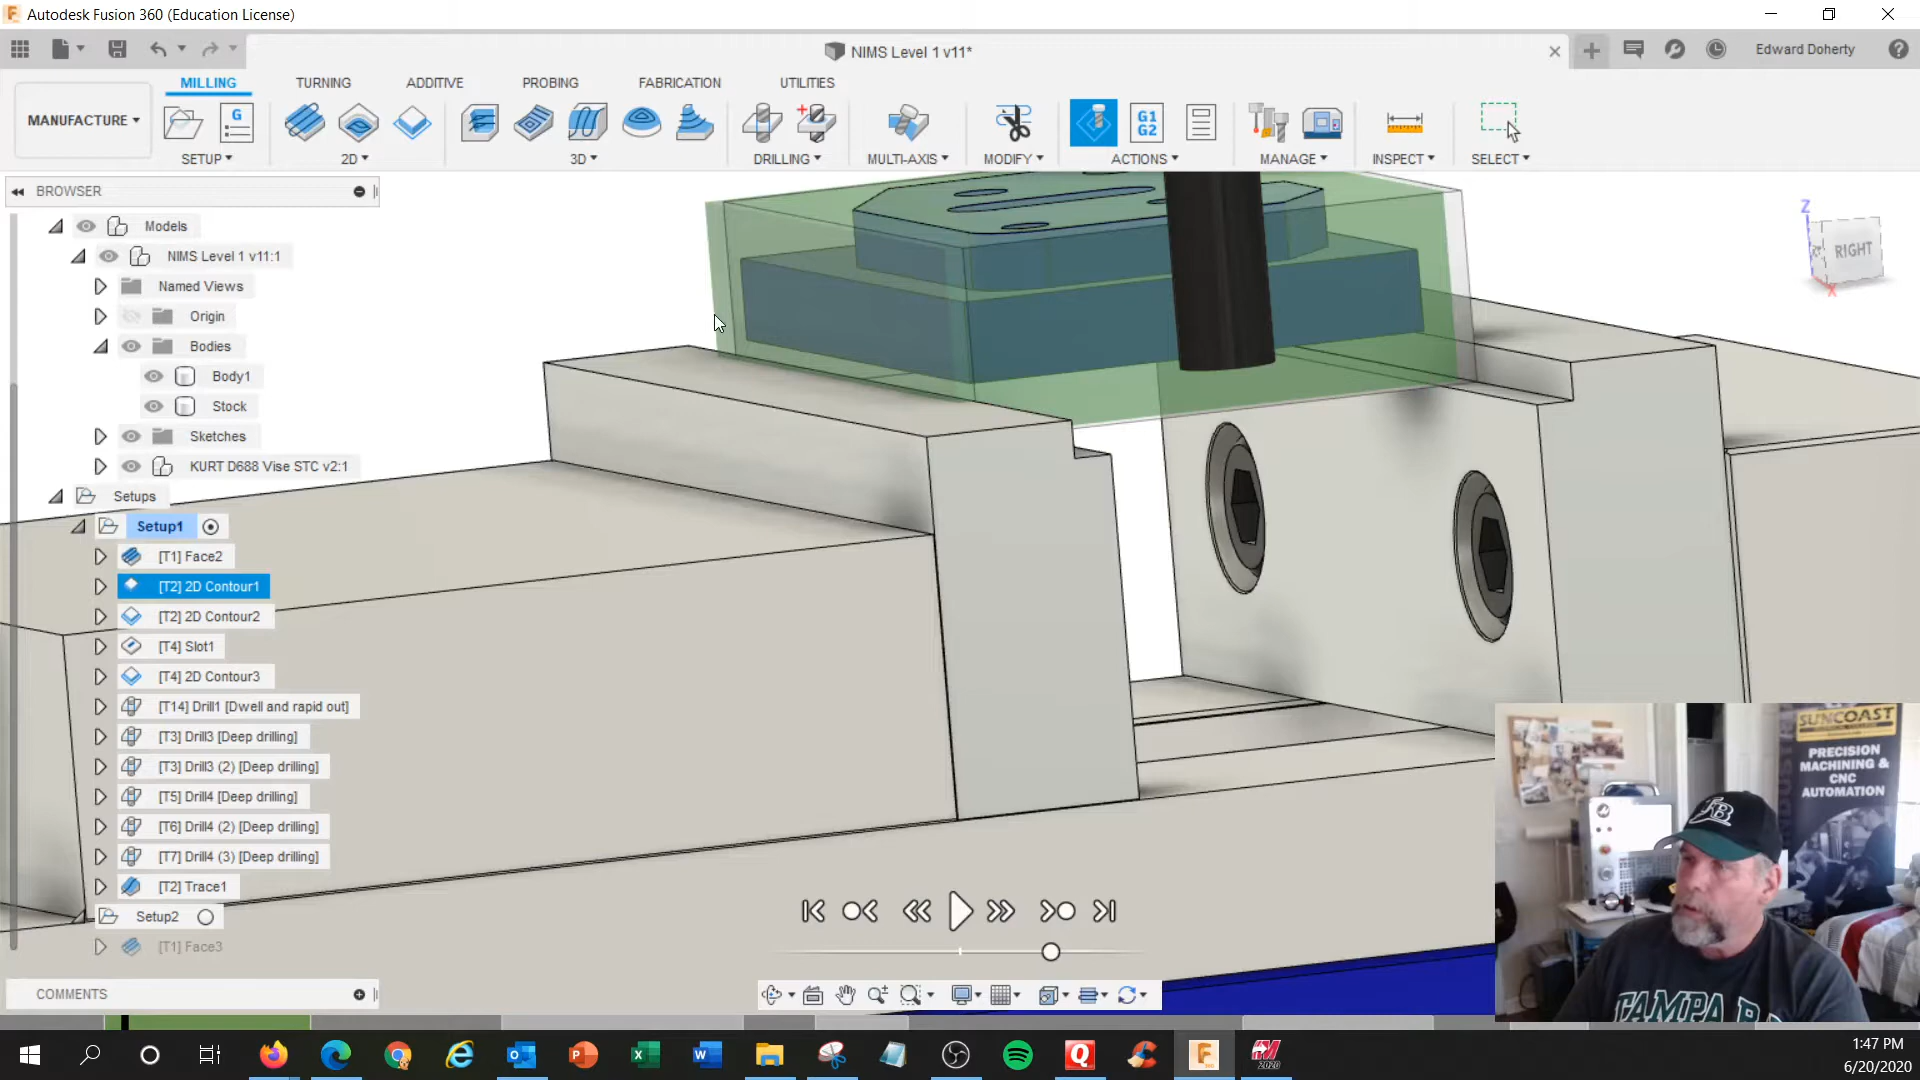 Autodesk Fusion 360 (Education License)
NIMS Level 1 v11*
Edward Doherty
MILLING
TURNING
ADDITIVE
PROBING
FABRICATION
UTILITIES
MANUFACTURE
G
G1
G2
SETUP
2D
3D
DRILLING
MULTI-AXIS
MODIFY
ACTIONS
MANAGE
INSPECT
SELECT
BROWSER
Models
NIMS Level 1 v11:1
Named Views
Origin
Bodies
Body1
Stock
Sketches
KURT D688 Vise STC v2:1
Setups
Setup1
[T1] Face2
[T2] 2D Contour1
[T2] 2D Contour2
[T4] Slot1
[T4] 2D Contour3
[T14] Drill1 [Dwell and rapid out]
[T3] Drill3 [Deep drilling]
[T3] Drill3 (2) [Deep drilling]
[T5] Drill4 [Deep drilling]
[T6] Drill4 (2) [Deep drilling]
[T7] Drill4 (3) [Deep drilling]
[T2] Trace1
Setup2
[T1] Face3
COMMENTS
Z
RIGHT
X
SUNCOAST
PRECISION
MACHINING &
CNC
AUTOMATION
TB
TAMPA B
1:47 PM
6/20/2020